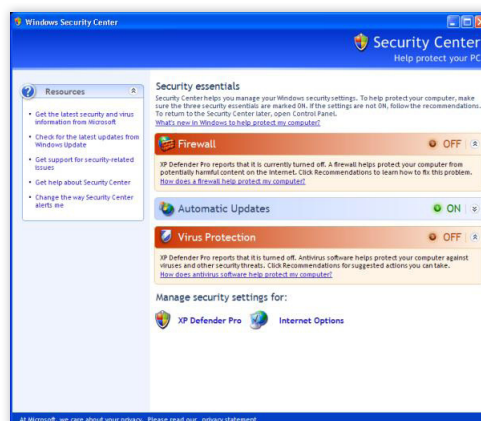 Windows Security Center
Security Center
Help protect your PC
Resources
Get the latest security and virus
information from Microsoft
Check for the latest updates from
Windows Update
Get support for security-related
issues
Get help about Security Center
Change the way Security Center
alerts me
Security essentials
Security Center helps you manage your Windows security settings. To help protect your computer, make
sure the three security essentials are marked ON. If the settings are not ON, follow the recommendations.
To return to the Security Center later, open Control Panel.
What's new in Windows to help protect my computer?
Firewall OFF
XP Defender Pro reports that it is currently turned off. A firewall helps protect your computer from
potentially harmful content on the Internet. Click Recommendations to learn how to fix this problem.
How does a firewall help protect my computer?
Automatic Updates ON
Virus Protection OFF
XP Defender Pro reports that it is turned off. Antivirus software helps protect your computer against
viruses and other security threats. Click Recommendations for suggested actions you can take.
How does antivirus software help protect my computer?
Manage security settings for:
XP Defender Pro Internet Options
At Microsoft, we care about your privacy. Please read our privacy statement